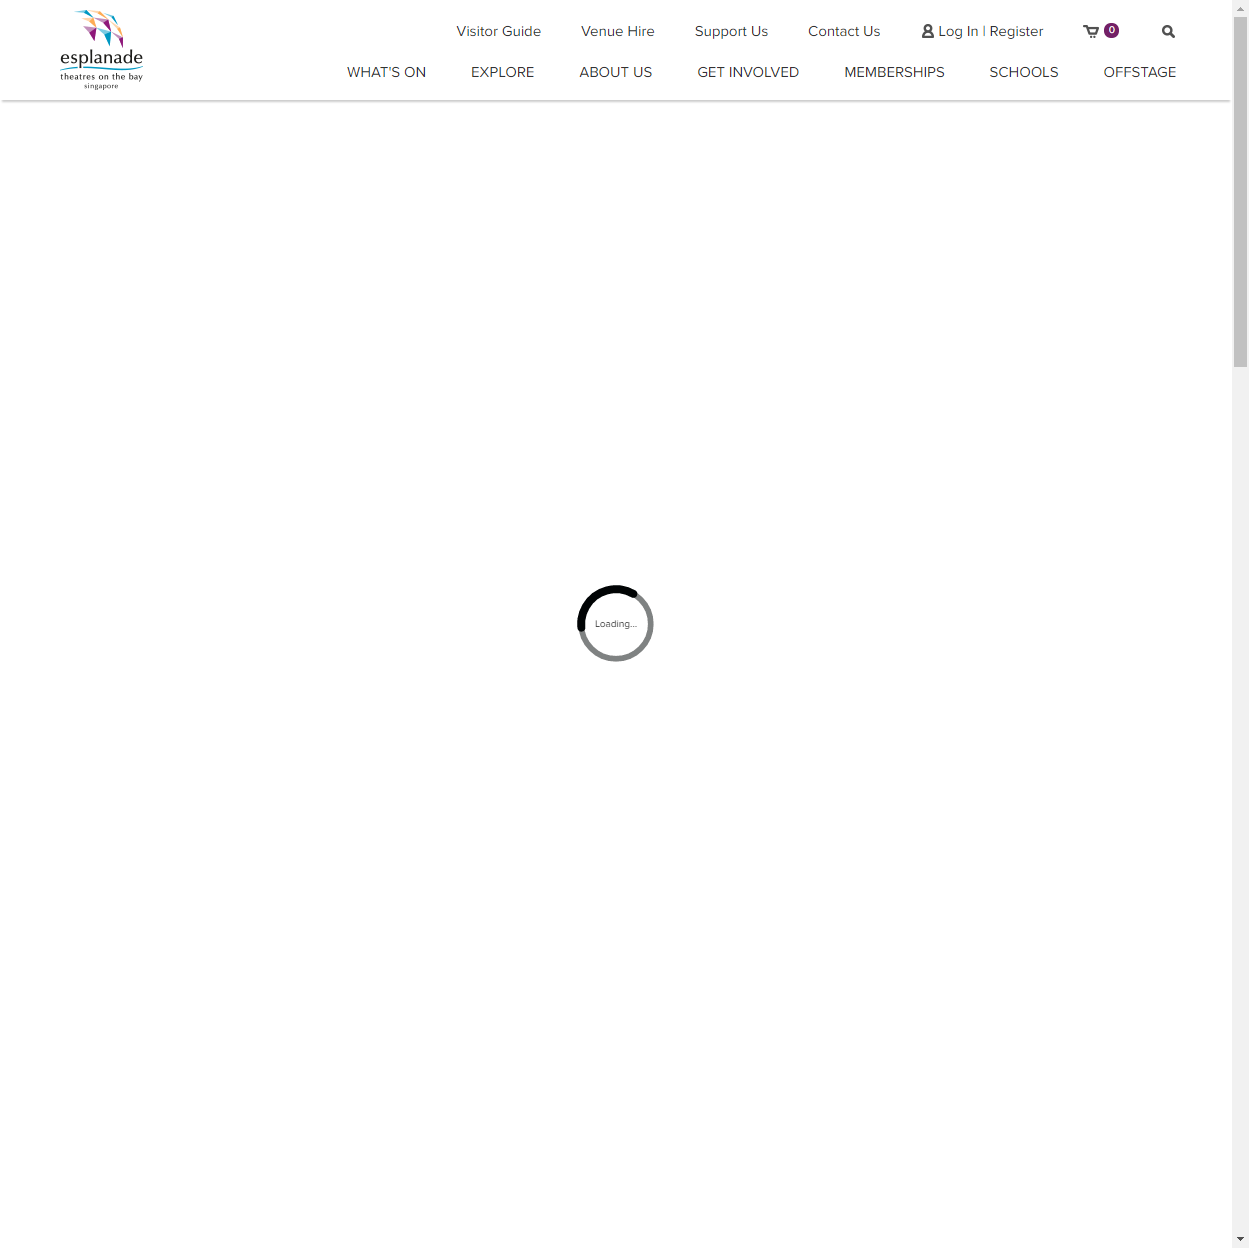 esplanade
theatres on the bay
singapore
Visitor Guide Venue Hire Support Us Contact Us Log In | Register 0
WHAT'S ON EXPLORE ABOUT US GET INVOLVED MEMBERSHIPS SCHOOLS OFFSTAGE
Loading...